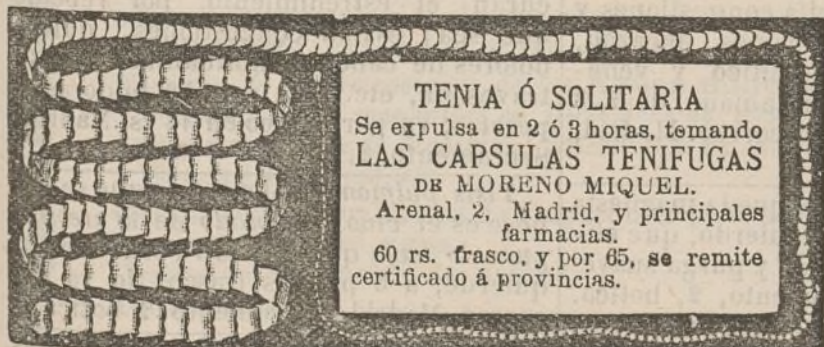 TENIA Ó SOLITARIA
Se expulsa en 2 ó 3 horas, tomando
LAS CAPSULAS TENIFUGAS
DE MORENO MIQUEL.
Arenal, 2, Madrid, y principales
farmacias.
60 rs. frasco, y por 65, se remite
certificado á provincias.